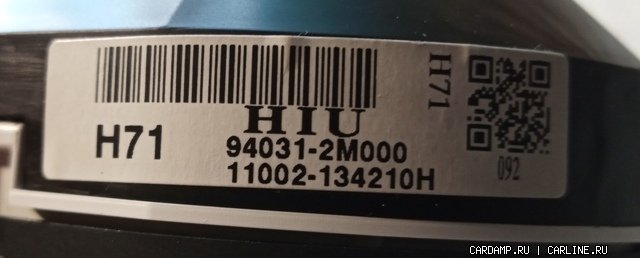 HIU
H71
94031-2M000
11002-134210H
H71
092
CARDAMP.RU | CARLINE.RU